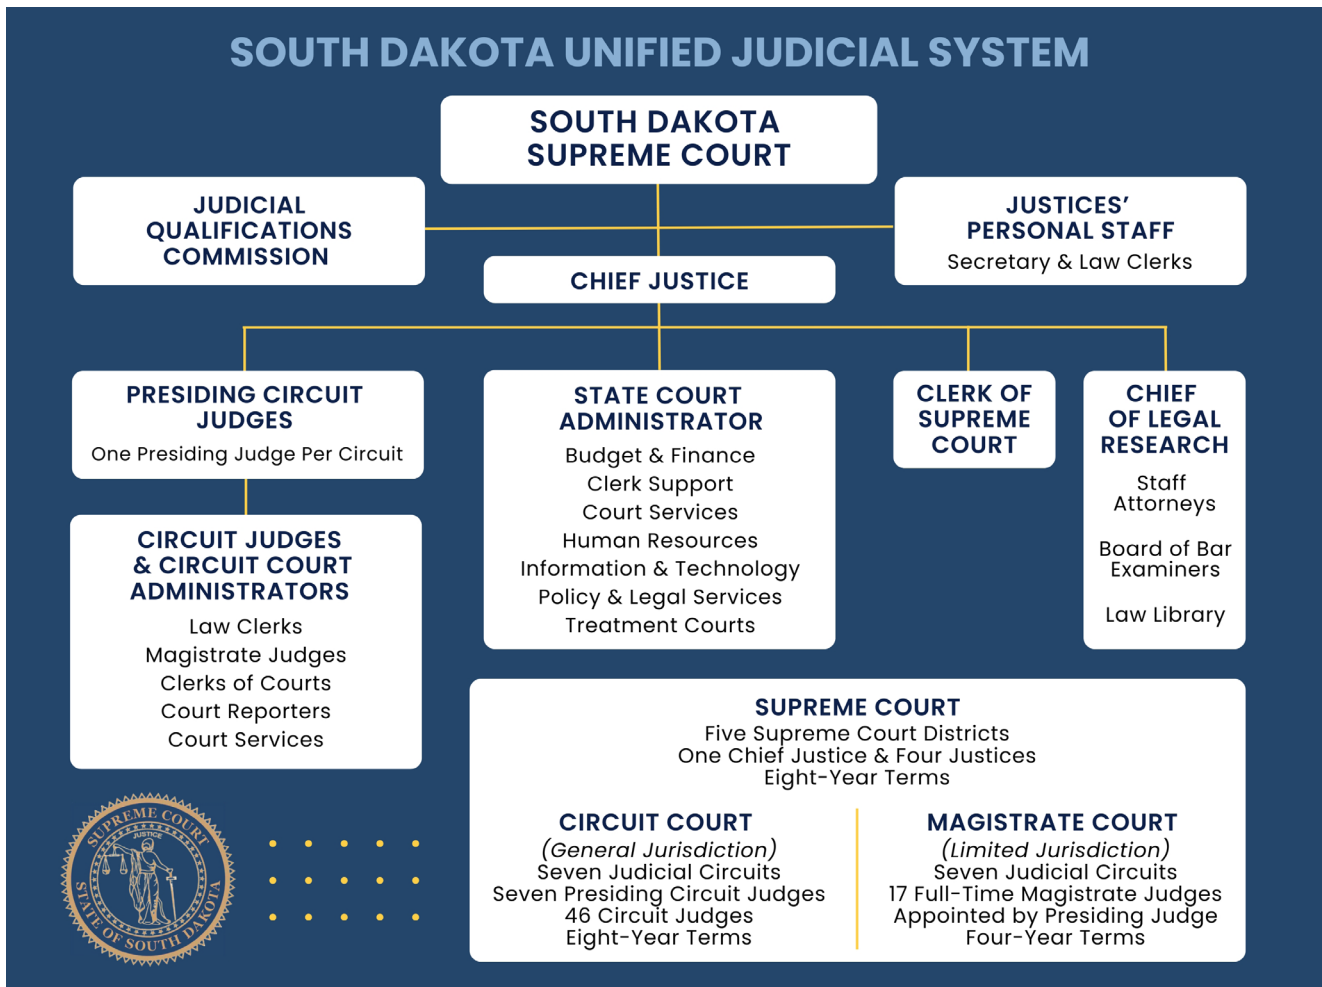 SOUTH DAKOTA UNIFIED JUDICIAL SYSTEM
SOUTH DAKOTA
SUPREME COURT
JUDICIAL
QUALIFICATIONS
COMMISSION
JUSTICES’
PERSONAL STAFF
Secretary & Law Clerks
CHIEF JUSTICE
PRESIDING CIRCUIT
JUDGES
One Presiding Judge Per Circuit
STATE COURT
ADMINISTRATOR
Budget & Finance
Clerk Support
Court Services
Human Resources
Information & Technology
Policy & Legal Services
Treatment Courts
CLERK OF
SUPREME
COURT
CHIEF
OF LEGAL
RESEARCH
Staff
Attorneys
Board of Bar
Examiners
Law Library
CIRCUIT JUDGES
& CIRCUIT COURT
ADMINISTRATORS
Law Clerks
Magistrate Judges
Clerks of Courts
Court Reporters
Court Services
SUPREME COURT
Five Supreme Court Districts
One Chief Justice & Four Justices
Eight-Year Terms
CIRCUIT COURT
(General Jurisdiction)
Seven Judicial Circuits
Seven Presiding Circuit Judges
46 Circuit Judges
Eight-Year Terms
MAGISTRATE COURT
(Limited Jurisdiction)
Seven Judicial Circuits
17 Full-Time Magistrate Judges
Appointed by Presiding Judge
Four-Year Terms
SUPREME COURT
JUSTICE
STATE OF SOUTH DAKOTA